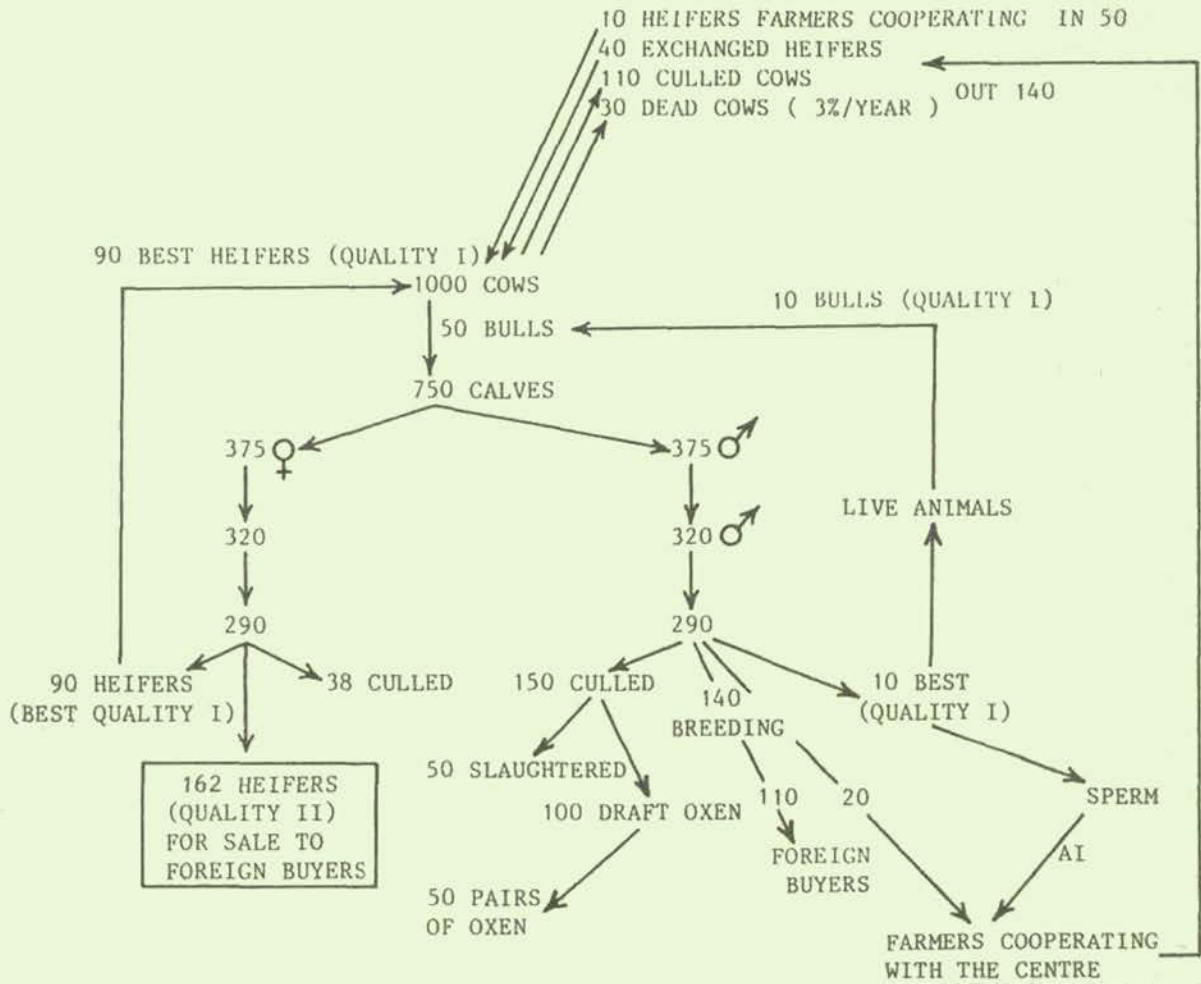 10 HEIFERS FARMERS COOPERATING IN 50
40 EXCHANGED HEIFERS
110 CULLED COWS
OUT 140
30 DEAD COWS ( 3%/YEAR )
90 BEST HEIFERS (QUALITY I)
1000 COWS
10 BULLS (QUALITY I)
50 BULLS
750 CALVES
375 ♀
375 ♂
LIVE ANIMALS
320
320 ♂
290
290
90 HEIFERS
(BEST QUALITY I)
38 CULLED
150 CULLED
140
BREEDING
10 BEST
(QUALITY I)
162 HEIFERS
(QUALITY II)
FOR SALE TO
FOREIGN BUYERS
50 SLAUGHTERED
100 DRAFT OXEN
110
20
SPERM
AI
FOREIGN
BUYERS
50 PAIRS
OF OXEN
FARMERS COOPERATING
WITH THE CENTRE